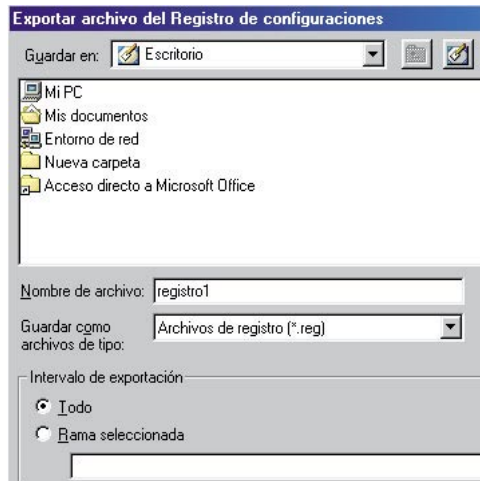 Exportar archivo del Registro de configuraciones
Guardar en: Escritorio
Mi PC
Mis documentos
Entorno de red
Nueva carpeta
Acceso directo a Microsoft Office
Nombre de archivo: registro1
Guardar como archivos de tipo: Archivos de registro (*.reg)
Intervalo de exportación
Todo
Rama seleccionada